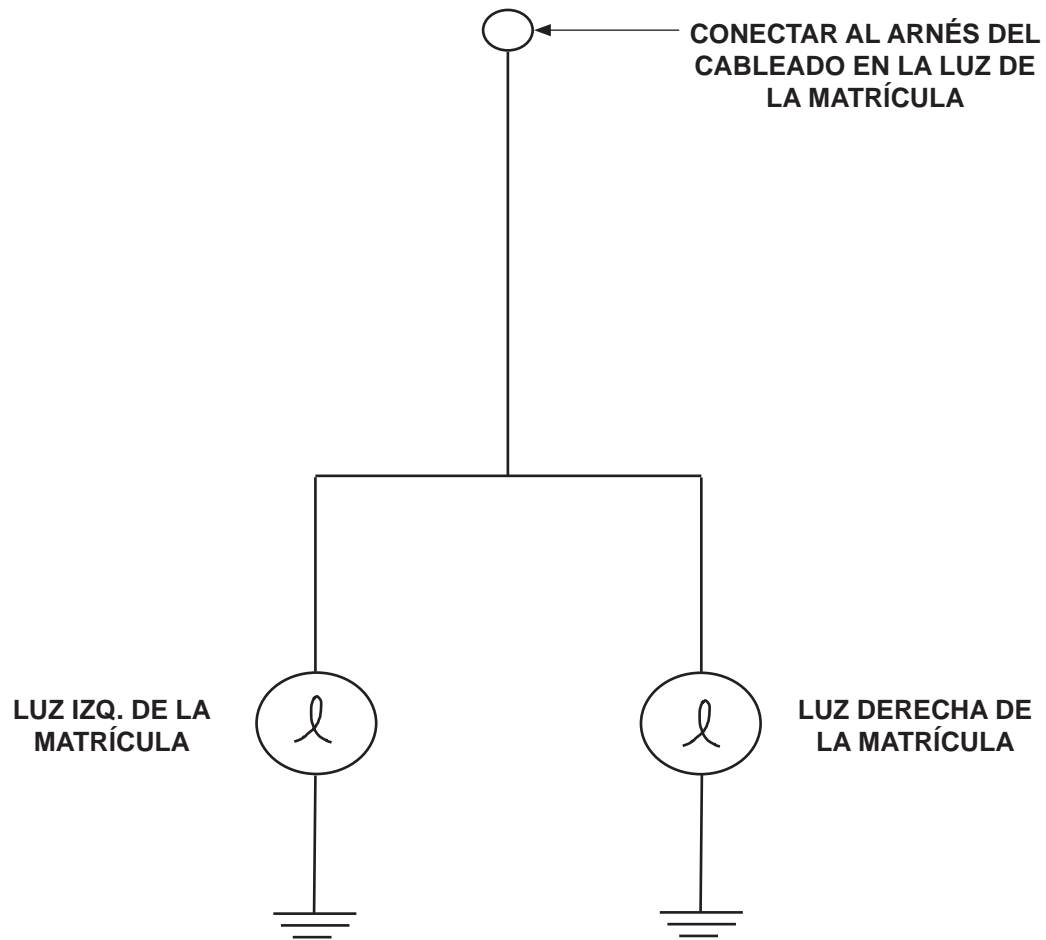 CONECTAR AL ARNÉS DEL
CABLEADO EN LA LUZ DE
LA MATRÍCULA
LUZ IZQ. DE LA
MATRÍCULA
LUZ DERECHA DE
LA MATRÍCULA